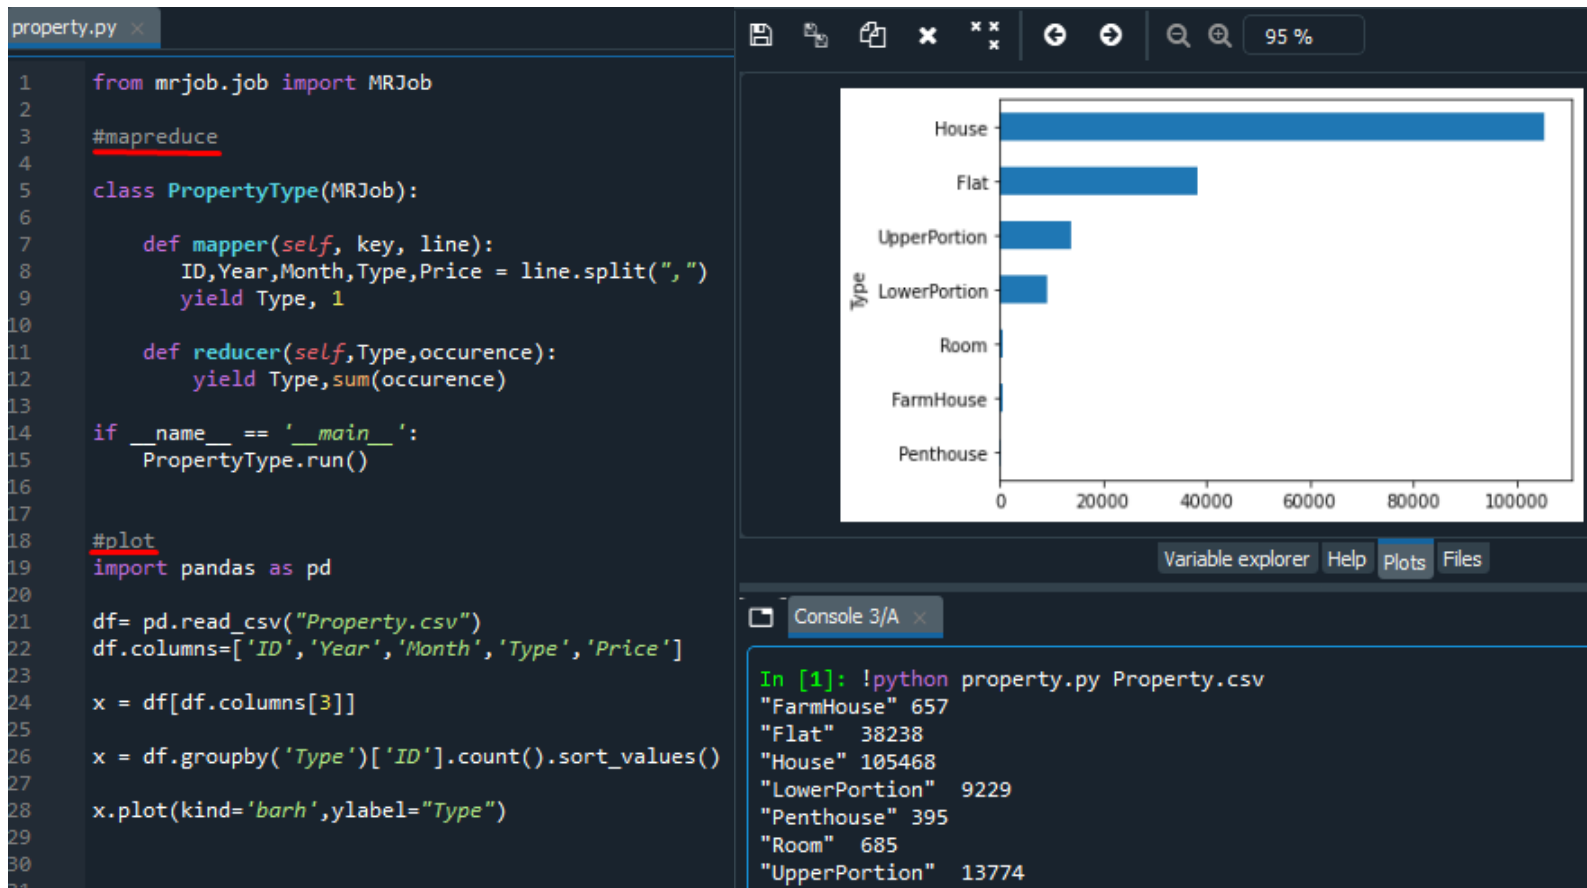 property.py
1 from mrjob.job import MRJob
2
3 #mapreduce
4
5 class PropertyType(MRJob):
6
7 def mapper(self, key, line):
8 ID,Year,Month,Type,Price = line.split(",")
9 yield Type, 1
10
11 def reducer(self,Type,occurence):
12 yield Type,sum(occurence)
13
14 if __name__ == '__main__':
15 PropertyType.run()
16
17
18 #plot
19 import pandas as pd
20
21 df= pd.read_csv("Property.csv")
22 df.columns=['ID','Year','Month','Type','Price']
23
24 x = df[df.columns[3]]
25
26 x = df.groupby('Type')['ID'].count().sort_values()
27
28 x.plot(kind='barh',ylabel="Type")
29
30
95 %
House
Flat
UpperPortion
LowerPortion
Room
FarmHouse
Penthouse
Type
0 20000 40000 60000 80000 100000
Variable explorer Help Plots Files
Console 3/A
In [1]: !python property.py Property.csv
"FarmHouse" 657
"Flat" 38238
"House" 105468
"LowerPortion" 9229
"Penthouse" 395
"Room" 685
"UpperPortion" 13774